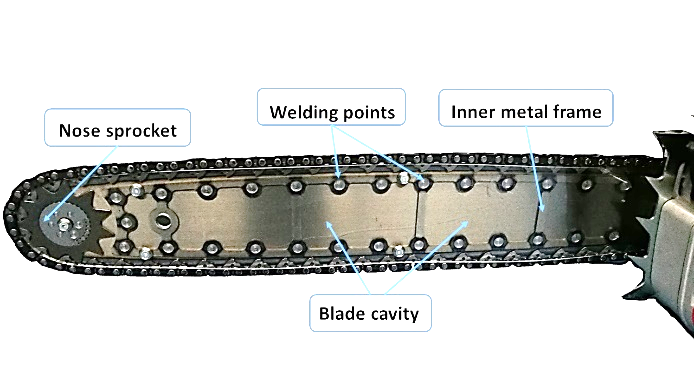 Nose sprocket
Welding points
Inner metal frame
Blade cavity